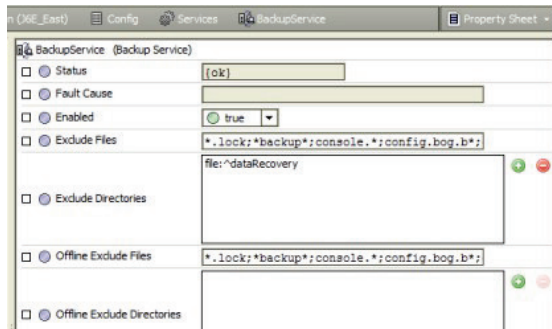 n (J6E_East) Config Services BackupService Property Sheet
BackupService (Backup Service)
Status {ok}
Fault Cause
Enabled true
Exclude Files *.lock;*backup*;console.*;config.bog.b*;
file:^dataRecovery
Exclude Directories
Offline Exclude Files *.lock;*backup*;console.*;config.bog.b*;
Offline Exclude Directories